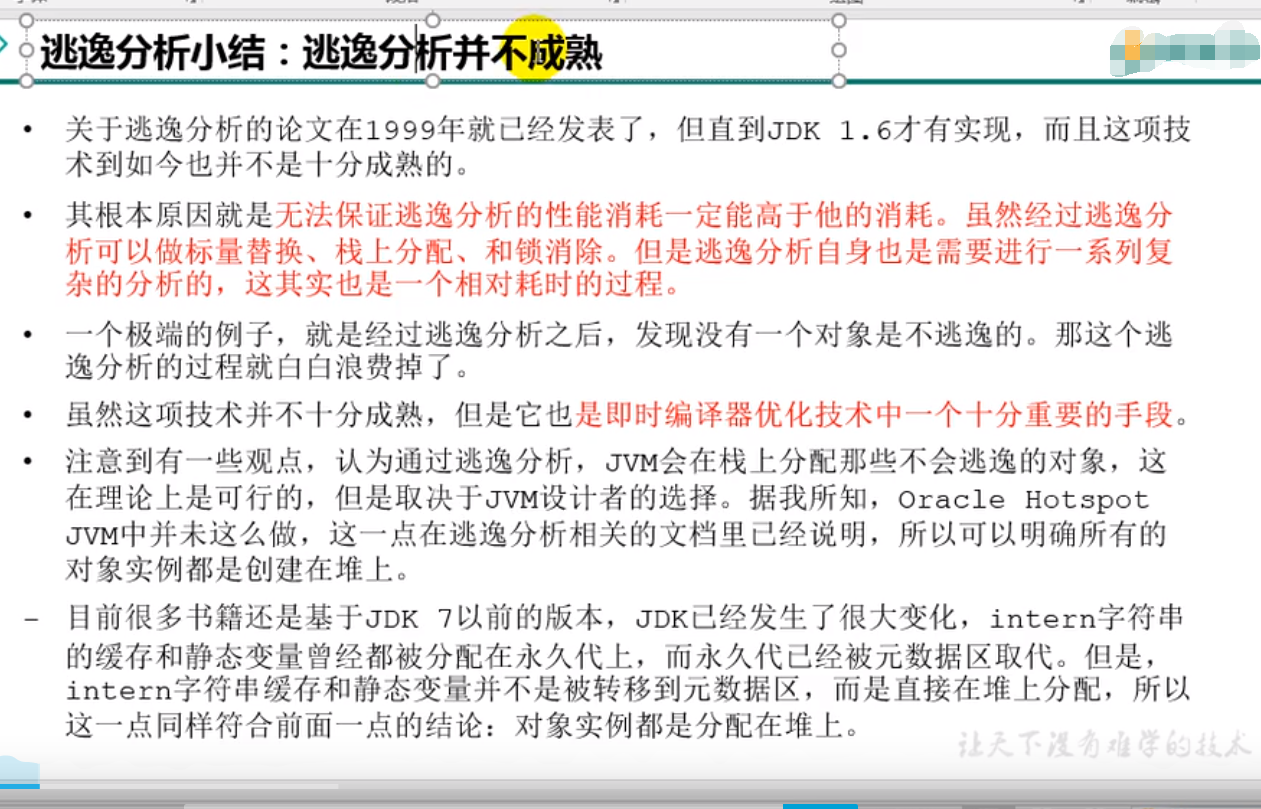 逃逸分析小结：逃逸分析并不成熟
• 关于逃逸分析的论文在1999年就已经发表了，但直到JDK 1.6才有实现，而且这项技
术到如今也并不是十分成熟的。
• 其根本原因就是无法保证逃逸分析的性能消耗一定能高于他的消耗。虽然经过逃逸分
析可以做标量替换、栈上分配、和锁消除。但是逃逸分析自身也是需要进行一系列复
杂的分析的，这其实也是一个相对耗时的过程。
• 一个极端的例子，就是经过逃逸分析之后，发现没有一个对象是不逃逸的。那这个逃
逸分析的过程就白白浪费掉了。
• 虽然这项技术并不十分成熟，但是它也是即时编译器优化技术中一个十分重要的手段。
• 注意到有一些观点，认为通过逃逸分析，JVM会在栈上分配那些不会逃逸的对象，这
在理论上是可行的，但是取决于JVM设计者的选择。据我所知，Oracle Hotspot
JVM中并未这么做，这一点在逃逸分析相关的文档里已经说明，所以可以明确所有的
对象实例都是创建在堆上。
– 目前很多书籍还是基于JDK 7以前的版本，JDK已经发生了很大变化，intern字符串
的缓存和静态变量曾经都被分配在永久代上，而永久代已经被元数据区取代。但是，
intern字符串缓存和静态变量并不是被转移到元数据区，而是直接在堆上分配，所以
这一点同样符合前面一点的结论：对象实例都是分配在堆上。
让天下没有难学的技术